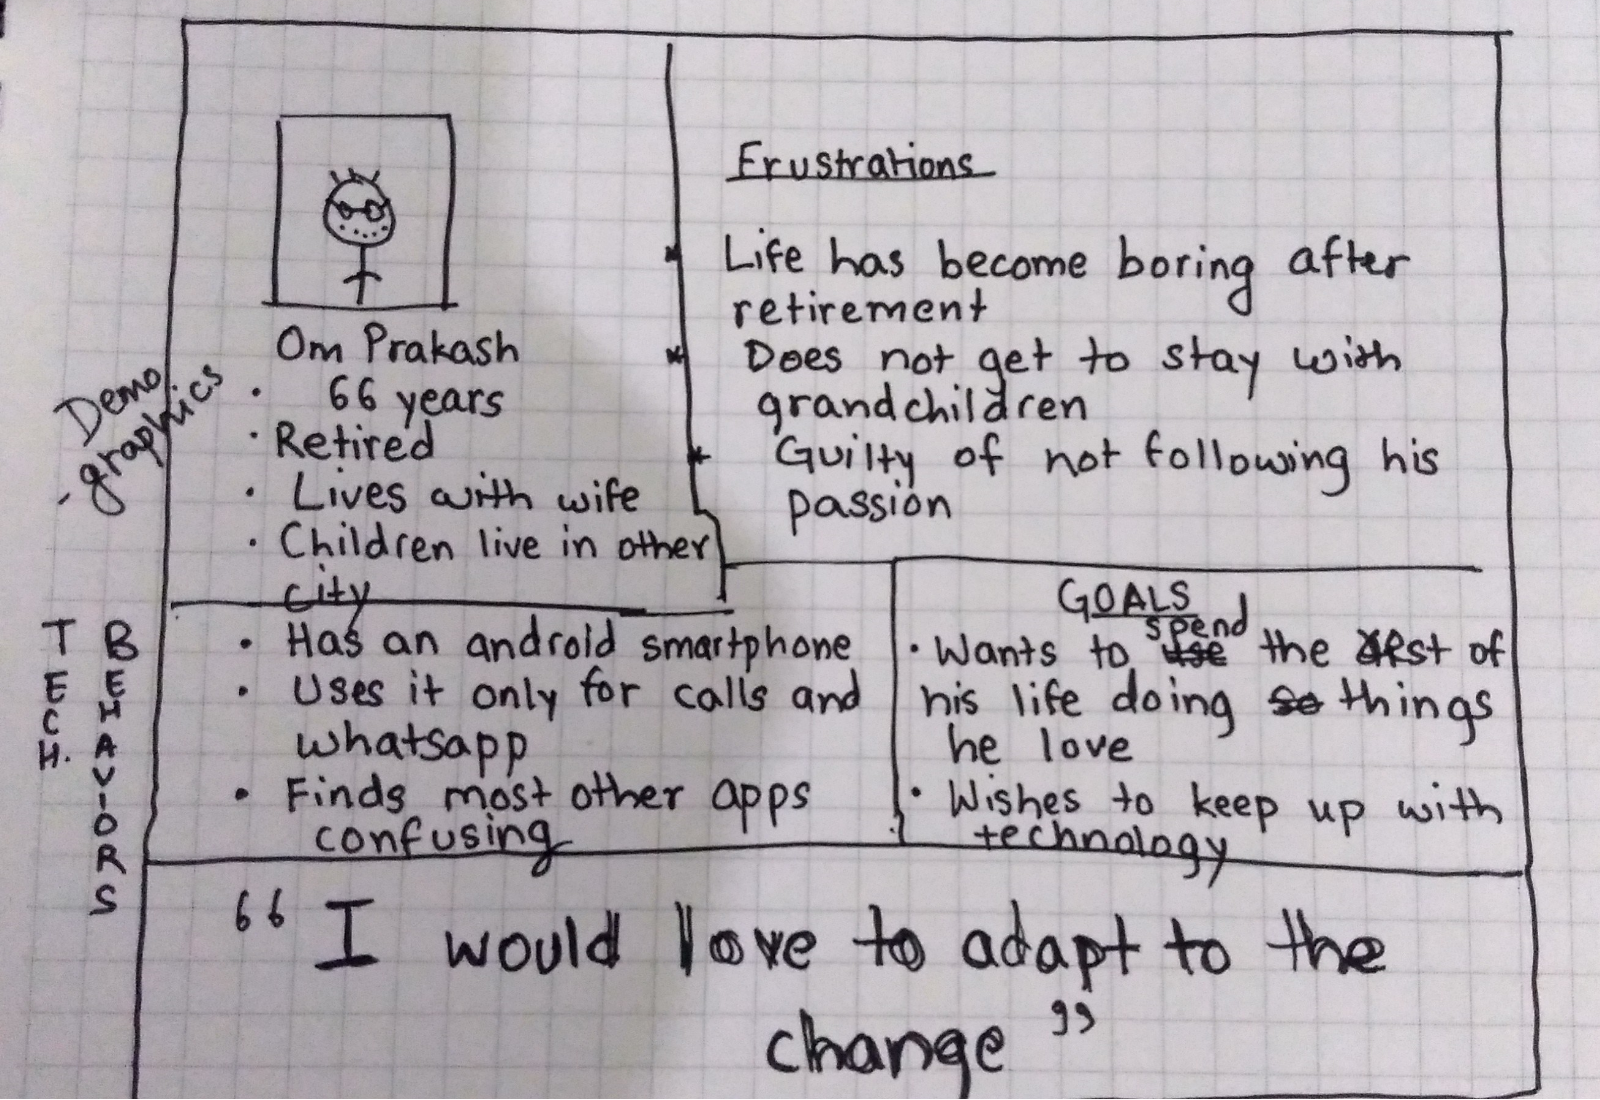 Demo
-graphics
Om Prakash
· 66 years
· Retired
· Lives with wife
· Children live in other
city
Frustrations
* Life has become boring after
retirement
* Does not get to stay with
grandchildren
* Guilty of not following his
passion
TECH. BEHAVIORS
• Has an android smartphone
• Uses it only for calls and
whatsapp
• Finds most other apps
confusing
GOALS
• Wants to spend the rest of
his life doing things
he love
• Wishes to keep up with
technology
“ I would love to adapt to the
change ”